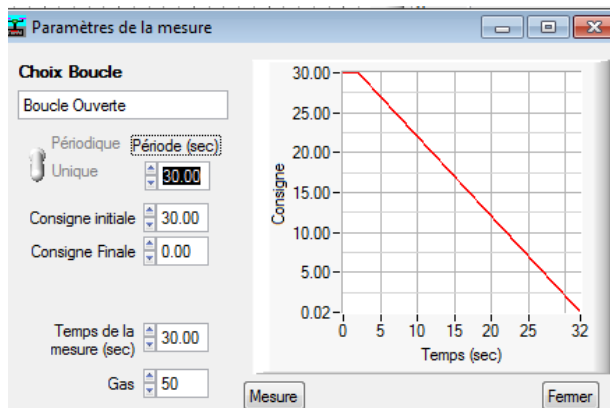 Paramètres de la mesure
Choix Boucle
Boucle Ouverte
Périodique
Unique
Période (sec)
30.00
Consigne initiale 30.00
Consigne Finale 0.00
Temps de la
mesure (sec) 30.00
Gas 50
Consigne
30.00
25.00
20.00
15.00
10.00
5.00
0.02
0 5 10 15 20 25 32
Temps (sec)
Mesure
Fermer